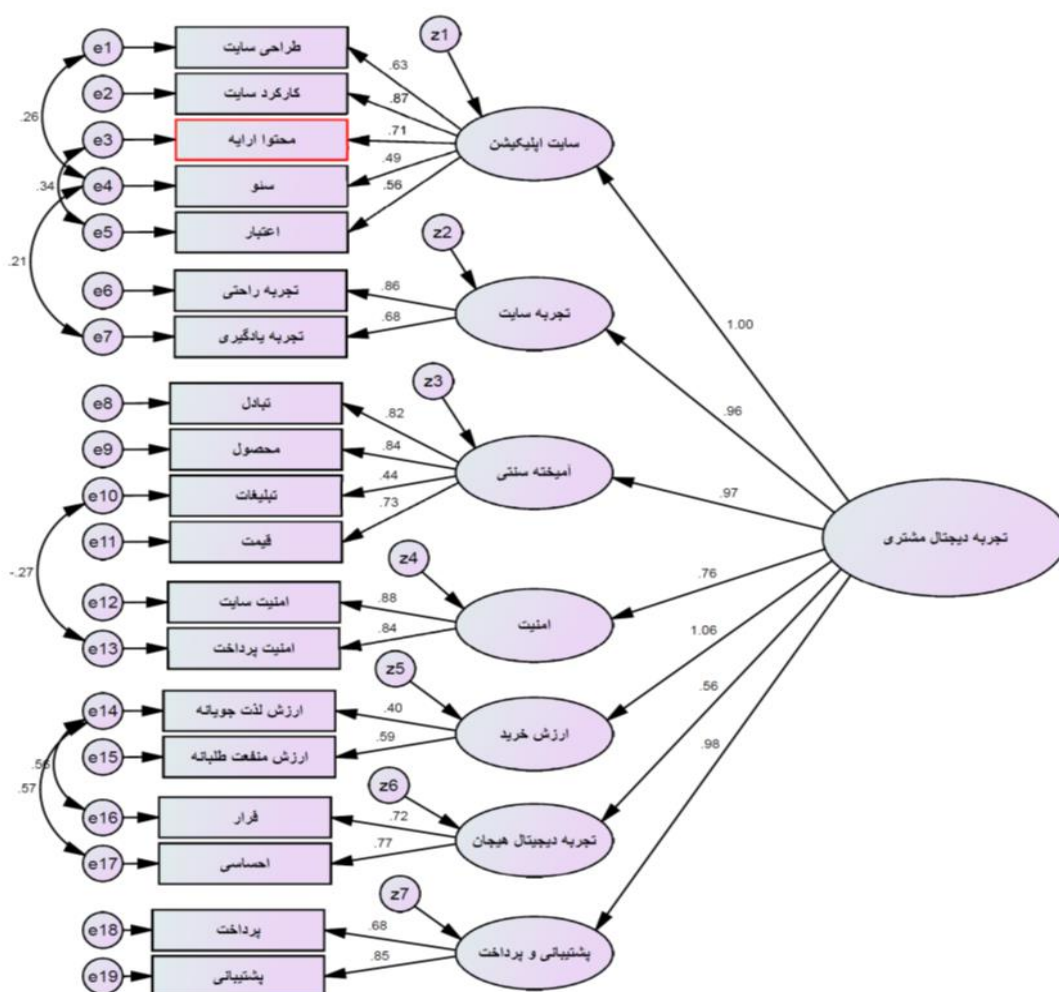 z1
e1
طراحی سایت
.63
e2
کارکرد سایت
.87
.26
e3
محتوا ارایه
.71
سایت اپلیکیشن
e4
سئو
.49
.34
e5
اعتبار
.56
z2
.21
e6
تجربه راحتی
.86
تجربه سایت
e7
تجربه یادگیری
.68
1.00
z3
.96
e8
تبادل
.82
e9
محصول
.84
آمیخته سنتی
e10
تبلیغات
.44
.97
e11
قیمت
.73
تجربه دیجتال مشتری
z4
-.27
.76
e12
امنیت سایت
.88
امنیت
e13
امنیت پرداخت
.84
1.06
z5
.56
e14
ارزش لذت جویانه
.40
ارزش خرید
.98
e15
ارزش منفعت طلبانه
.59
.57
z6
e16
فرار
.72
تجربه دیجیتال هیجان
e17
احساسی
.77
z7
e18
پرداخت
.68
پشتیبانی و پرداخت
e19
پشتیبانی
.85